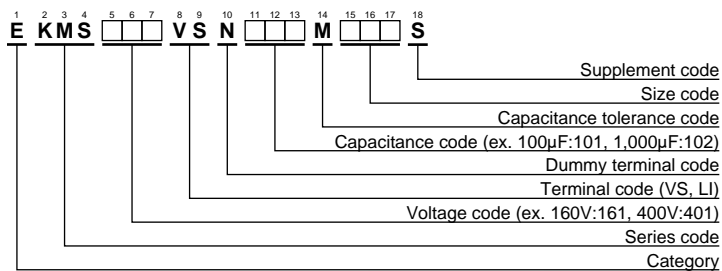 1 2 3 4 5 6 7 8 9 10 11 12 13 14 15 16 17 18
E KMS VS N M S
Supplement code
Size code
Capacitance tolerance code
Capacitance code (ex. 100µF:101, 1,000µF:102)
Dummy terminal code
Terminal code (VS, LI)
Voltage code (ex. 160V:161, 400V:401)
Series code
Category